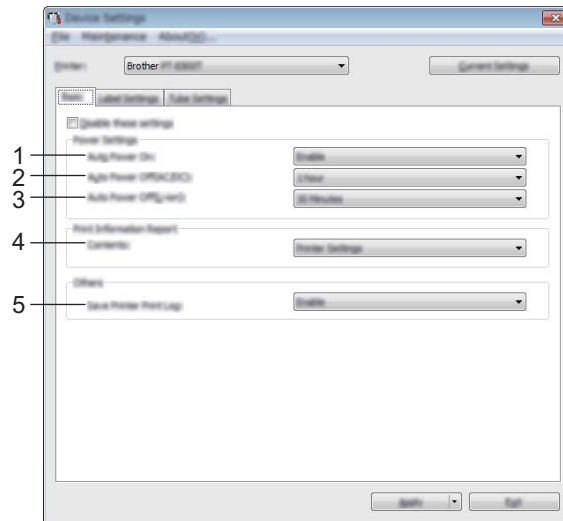 Device Settings
File Maintenance
Printer: Brother Current Settings
Label Settings Tube Settings
Disable these settings
Power Settings
1 Auto Power On: Enable
2 Auto Power Off(AC/DC): 1 hour
3 Auto Power Off(Li-ion): 30 Minutes
Print Information Report
4 Contents: Printer Settings
Others
5 Save Printer Print Log: Enable
Apply Exit